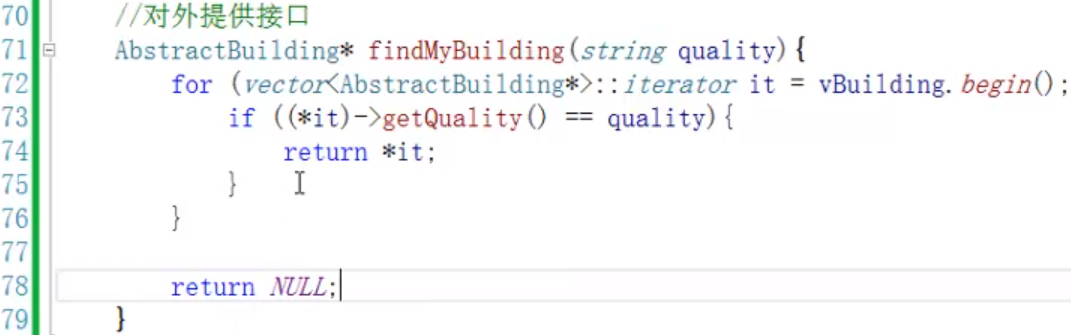 70 //对外提供接口
71 AbstractBuilding* findMyBuilding(string quality){
72 for (vector<AbstractBuilding*>::iterator it = vBuilding.begin();
73 if ((*it)->getQuality() == quality){
74 return *it;
75 }
76 }
77
78 return NULL;
79 }